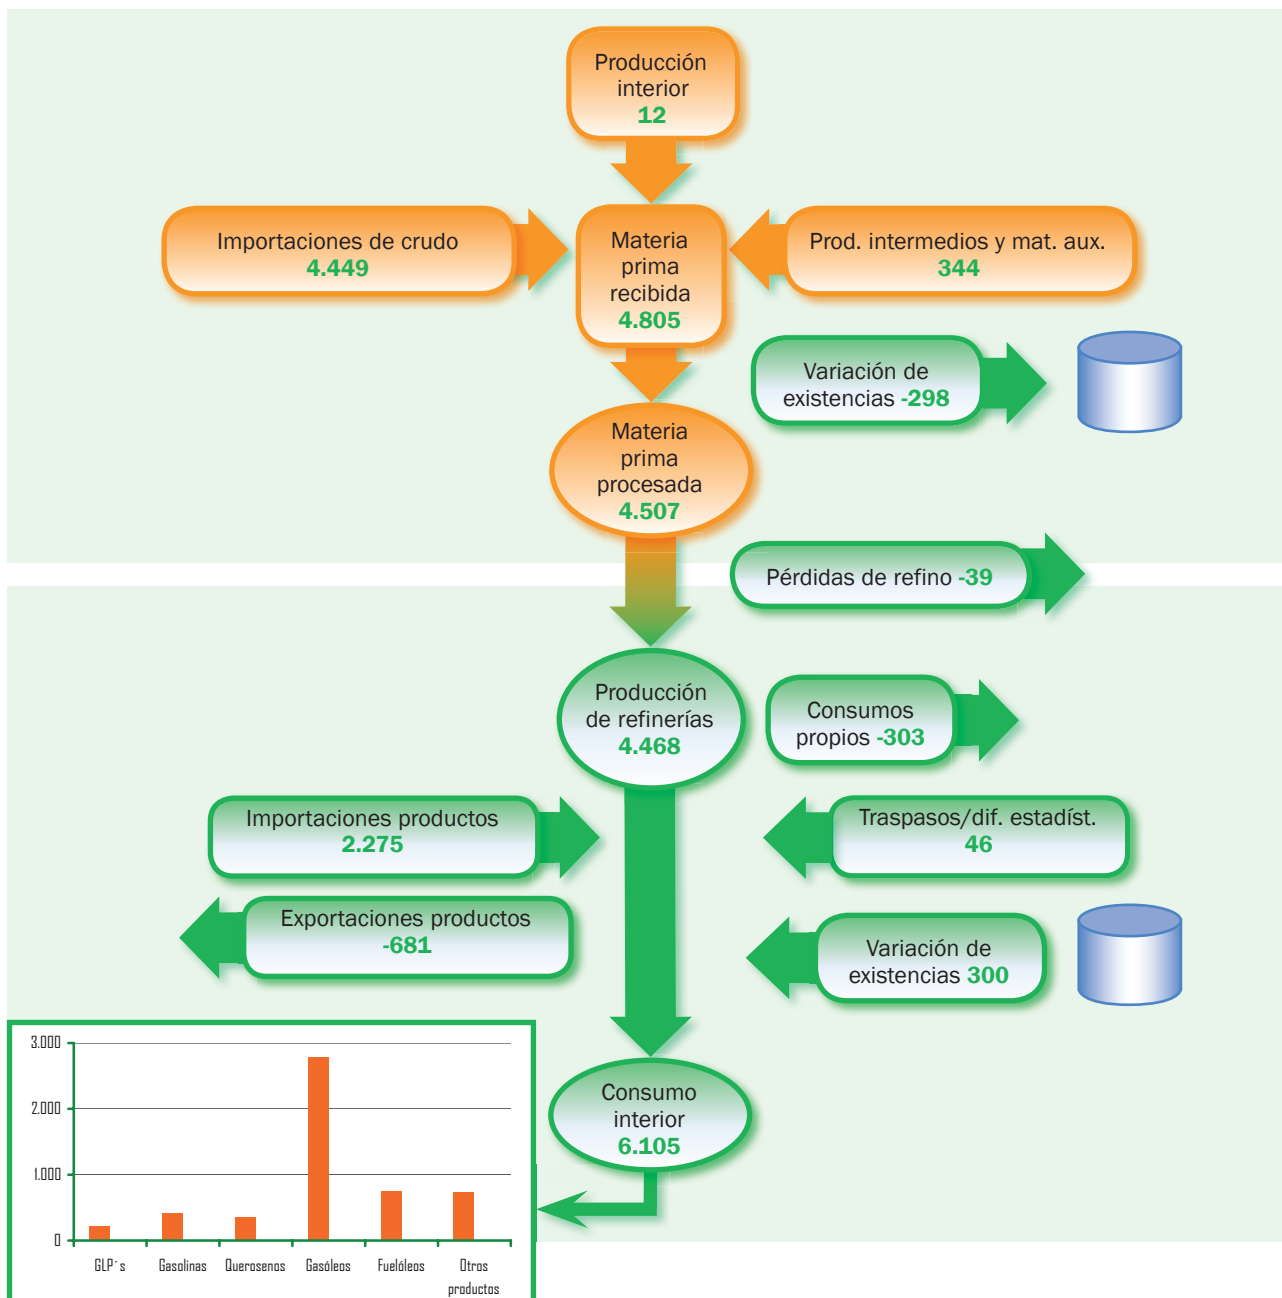 Producción
interior
12
Importaciones de crudo
4.449
Materia
prima
recibida
4.805
Prod. intermedios y mat. aux.
344
Variación de
existencias -298
Materia
prima
procesada
4.507
Pérdidas de refino -39
Producción
de refinerías
4.468
Consumos
propios -303
Importaciones productos
2.275
Traspasos/dif. estadíst.
46
Exportaciones productos
-681
Variación de
existencias 300
Consumo
interior
6.105
3.000
2.000
1.000
0
GLP´s Gasolinas Querosenos Gasóleos Fuelóleos Otros
productos